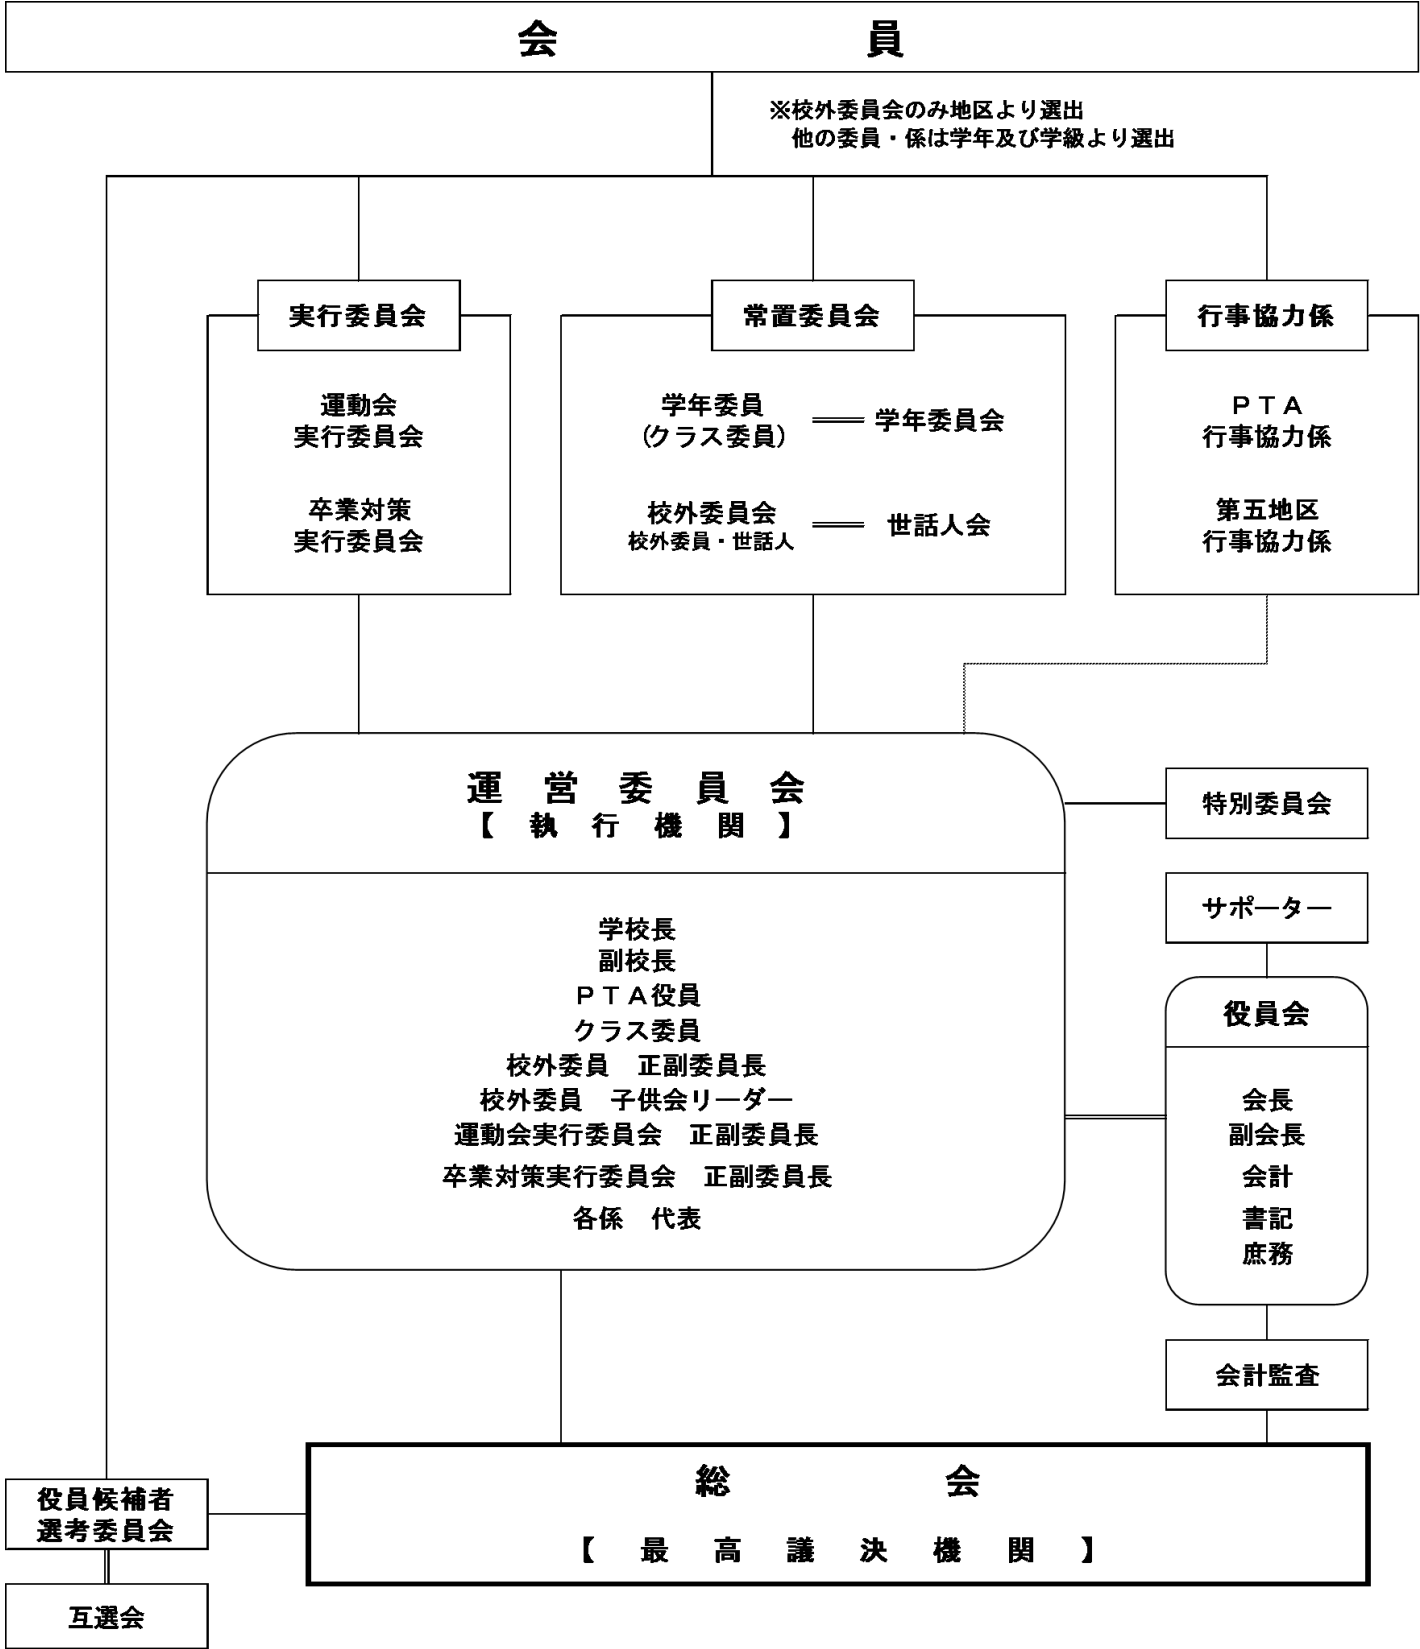 会　員
※校外委員会のみ地区より選出
他の委員・係は学年及び学級より選出
実行委員会
運動会
実行委員会
卒業対策
実行委員会
常置委員会
学年委員
(クラス委員)
学年委員会
校外委員会
校外委員・世話人
世話人会
行事協力係
ＰＴＡ
行事協力係
第五地区
行事協力係
運営委員会
【執行機関】
学校長
副校長
ＰＴＡ役員
クラス委員
校外委員　正副委員長
校外委員　子供会リーダー
運動会実行委員会　正副委員長
卒業対策実行委員会　正副委員長
各係　代表
特別委員会
サポーター
役員会
会長
副会長
会計
書記
庶務
会計監査
総　会
【最高議決機関】
役員候補者
選考委員会
互選会